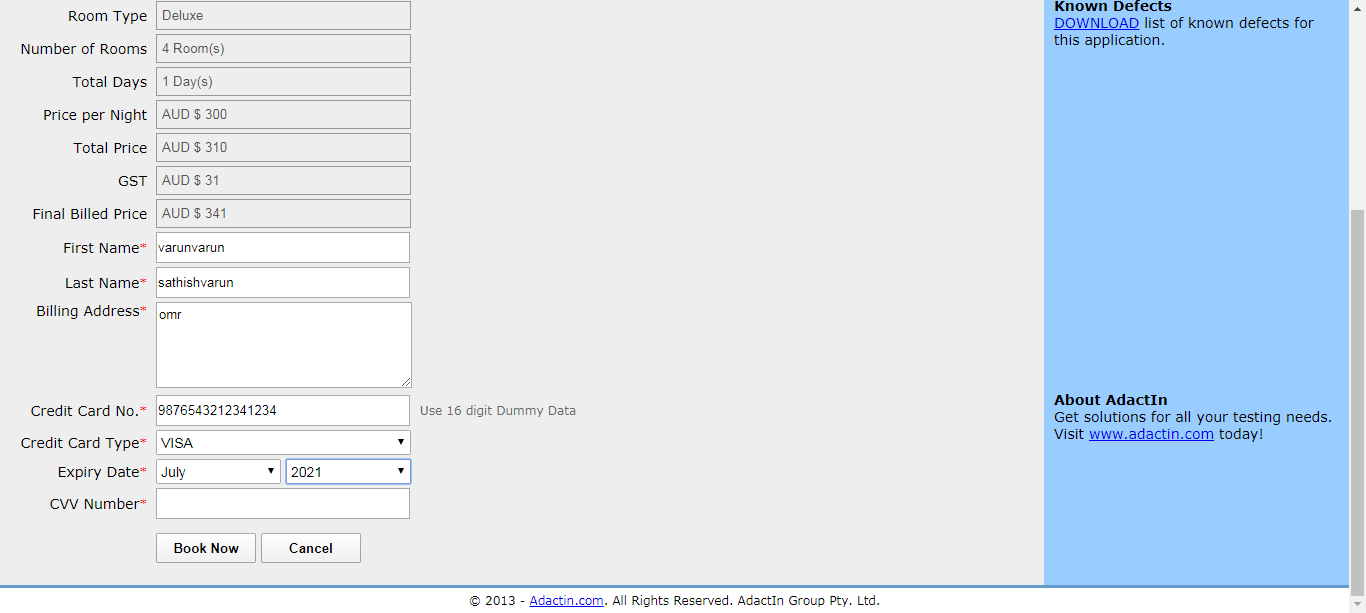 Room Type Deluxe
Number of Rooms 4 Room(s)
Total Days 1 Day(s)
Price per Night AUD $ 300
Total Price AUD $ 310
GST AUD $ 31
Final Billed Price AUD $ 341
First Name* varunvarun
Last Name* sathishvarun
Billing Address* omr
Credit Card No.* 9876543212341234 Use 16 digit Dummy Data
Credit Card Type* VISA
Expiry Date* July 2021
CVV Number*
Book Now Cancel
Known Defects
DOWNLOAD list of known defects for
this application.
About AdactIn
Get solutions for all your testing needs.
Visit www.adactin.com today!
© 2013 - Adactin.com. All Rights Reserved. AdactIn Group Pty. Ltd.